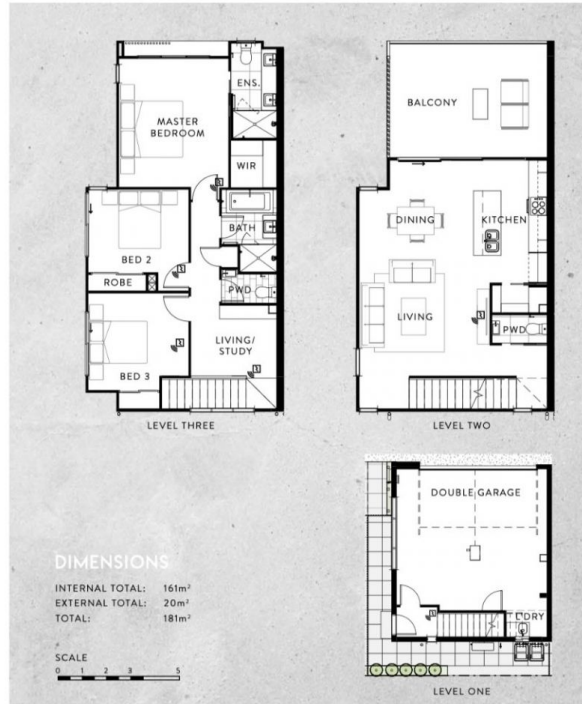 ENS.
MASTER
BEDROOM
WIR
BED 2
BATH
ROBE
PWD
LIVING/
STUDY
BED 3
LEVEL THREE
BALCONY
DINING
KITCHEN
LIVING
PWD
LEVEL TWO
DOUBLE GARAGE
L'DRY
LEVEL ONE
DIMENSIONS
INTERNAL TOTAL: 161m²
EXTERNAL TOTAL: 20m²
TOTAL: 181m²
SCALE
0 1 2 3 5